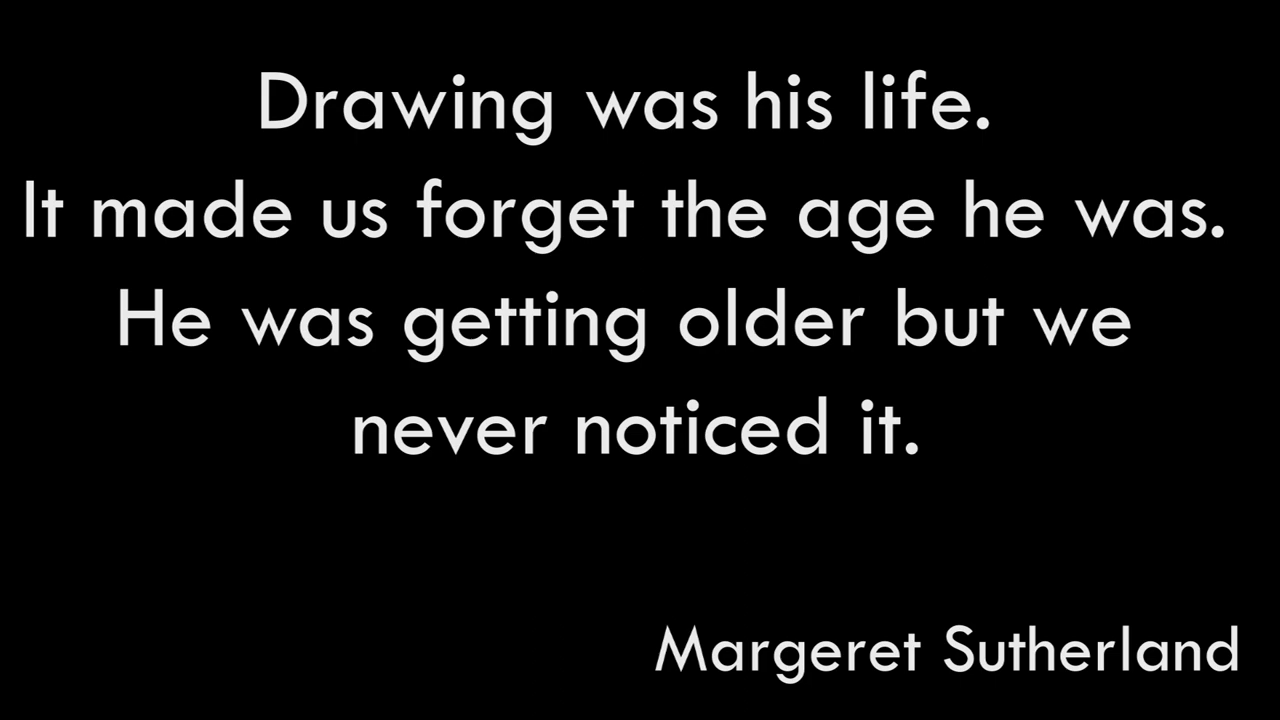 Drawing was his life.
It made us forget the age he was.
He was getting older but we
never noticed it.
Margeret Sutherland